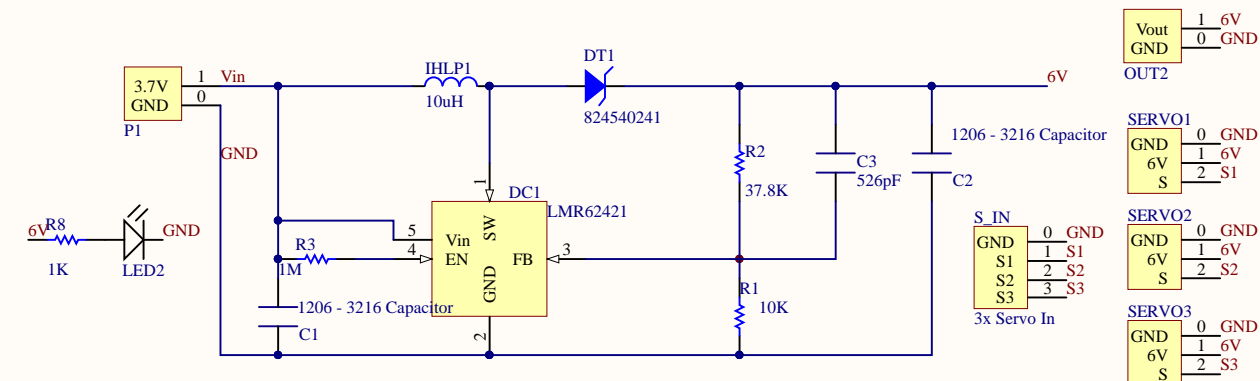 3.7V
GND
1
Vin
0
P1
GND
IHLP1
10uH
DT1
824540241
6V
R2
37.8K
C3
526pF
1206 - 3216 Capacitor
C2
6V
R8
1K
LED2
GND
R3
1M
1206 - 3216 Capacitor
C1
DC1
LMR62421
1
SW
5
Vin
4
EN
FB
3
GND
2
R1
10K
Vout
GND
1
6V
0
GND
OUT2
SERVO1
GND
6V
S
0
GND
1
6V
2
S1
S_IN
GND
S1
S2
S3
0
GND
1
S1
2
S2
3
S3
3x Servo In
SERVO2
GND
6V
S
0
GND
1
6V
2
S2
SERVO3
GND
6V
S
0
GND
1
6V
2
S3